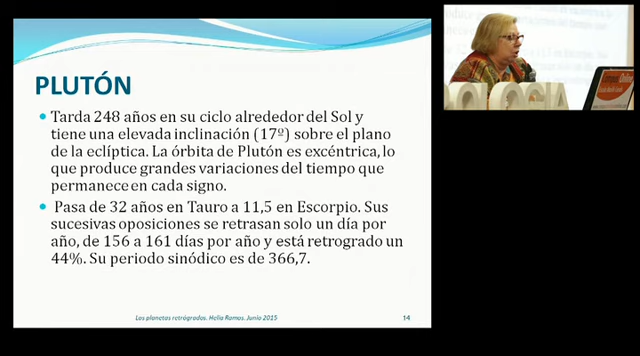 PLUTÓN
• Tarda 248 años en su ciclo alrededor del Sol y
tiene una elevada inclinación (17º) sobre el plano
de la eclíptica. La órbita de Plutón es excéntrica, lo
que produce grandes variaciones del tiempo que
permanece en cada signo.
• Pasa de 32 años en Tauro a 11,5 en Escorpio. Sus
sucesivas oposiciones se retrasan solo un día por
año, de 156 a 161 días por año y está retrogrado un
44%. Su periodo sinódico es de 366,7.
Los planetas retrógrados. Helia Ramos. Junio 2015
14
OLOGIA